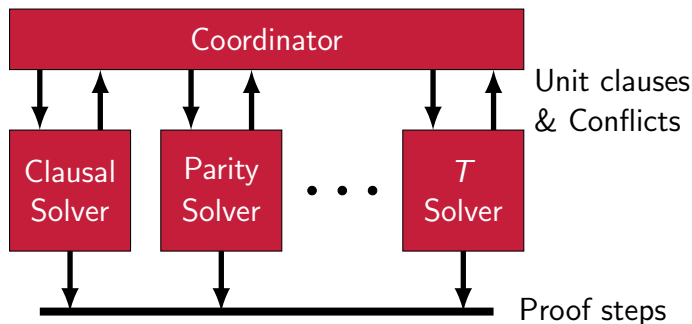 Coordinator
Unit clauses
& Conflicts
Clausal
Solver
Parity
Solver
T
Solver
Proof steps